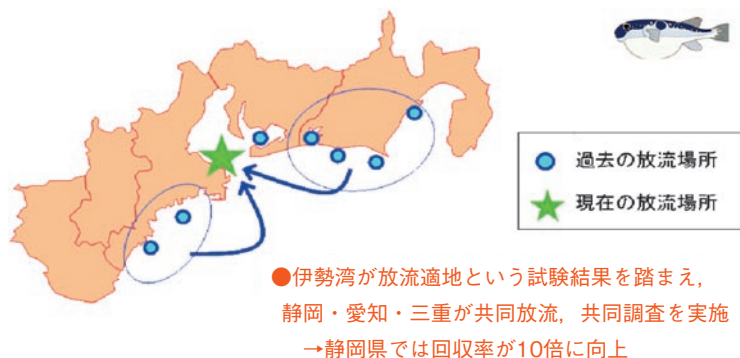 過去の放流場所
現在の放流場所
●伊勢湾が放流適地という試験結果を踏まえ，
静岡・愛知・三重が共同放流，共同調査を実施
→静岡県では回収率が10倍に向上